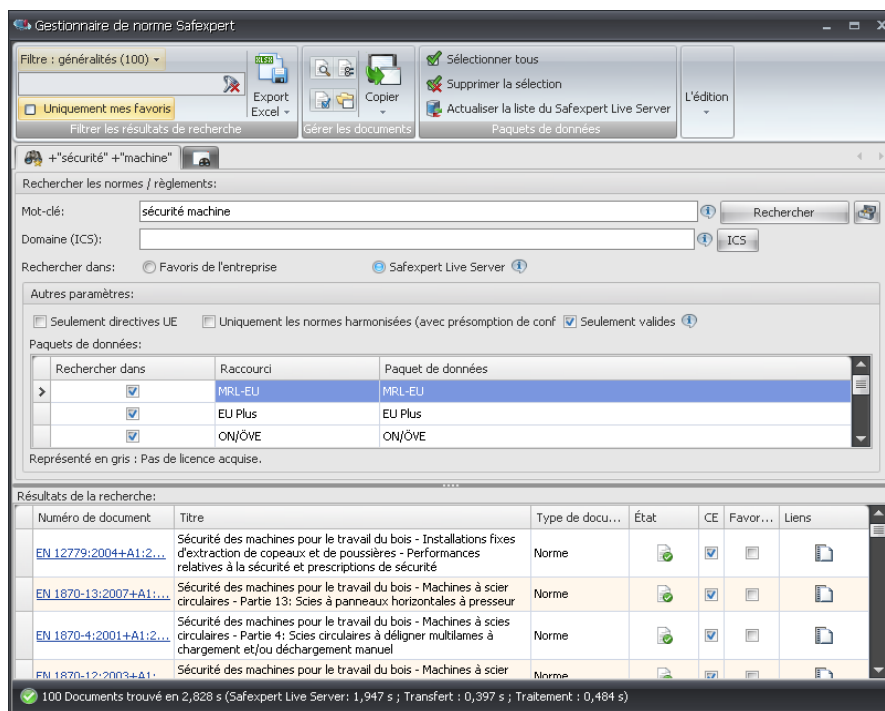 Gestionnaire de norme Safexpert
Filtre : généralités (100)
Uniquement mes favoris
Filtrer les résultats de recherche
Export
Excel
Copier
Gérer les documents
Sélectionner tous
Supprimer la sélection
Actualiser la liste du Safexpert Live Server
Paquets de données
L'édition
+"sécurité" +"machine"
Rechercher les normes / règlements:
Mot-clé: sécurité machine Rechercher
Domaine (ICS): ICS
Rechercher dans: Favoris de l'entreprise Safexpert Live Server
Autres paramètres:
Seulement directives UE Uniquement les normes harmonisées (avec présomption de conf Seulement valides
Paquets de données:
Rechercher dans Raccourci Paquet de données
MRL-EU MRL-EU
EU Plus EU Plus
ON/ÖVE ON/ÖVE
Représenté en gris : Pas de licence acquise.
Résultats de la recherche:
Numéro de document Titre Type de docu... État CE Favor... Liens
EN 12779:2004+A1:2... Sécurité des machines pour le travail du bois - Installations fixes
d'extraction de copeaux et de poussières - Performances
relatives à la sécurité et prescriptions de sécurité
Norme
EN 1870-13:2007+A1:... Sécurité des machines pour le travail du bois - Machines à scier
circulaires - Partie 13: Scies à panneaux horizontales à presseur
Norme
EN 1870-4:2001+A1:2... Sécurité des machines pour le travail du bois - Machines à scies
circulaires - Partie 4: Scies circulaires à déligner multilames à
chargement et/ou déchargement manuel
Norme
EN 1870-12:2003+A1:... Sécurité des machines pour le travail du bois - Machines à scier
Norme
100 Documents trouvé en 2,828 s (Safexpert Live Server: 1,947 s ; Transfert : 0,397 s ; Traitement : 0,484 s)